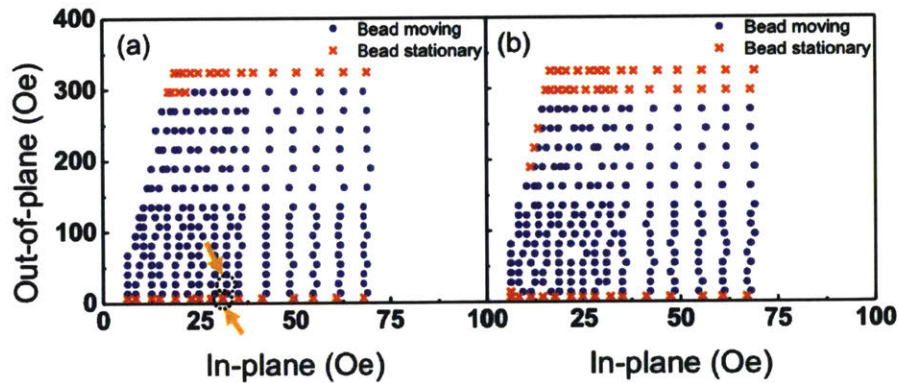 400
(a)
Bead moving
Bead stationary
(b)
Bead moving
Bead stationary
300
200
100
0
Out-of-plane (Oe)
0 25 50 75 100 25 50 75 100
In-plane (Oe) In-plane (Oe)